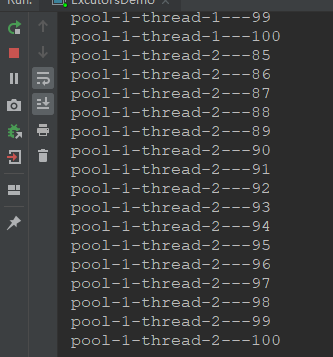 Run:
ExcutorsDemo
pool-1-thread-1---99
pool-1-thread-1---100
pool-1-thread-2---85
pool-1-thread-2---86
pool-1-thread-2---87
pool-1-thread-2---88
pool-1-thread-2---89
pool-1-thread-2---90
pool-1-thread-2---91
pool-1-thread-2---92
pool-1-thread-2---93
pool-1-thread-2---94
pool-1-thread-2---95
pool-1-thread-2---96
pool-1-thread-2---97
pool-1-thread-2---98
pool-1-thread-2---99
pool-1-thread-2---100